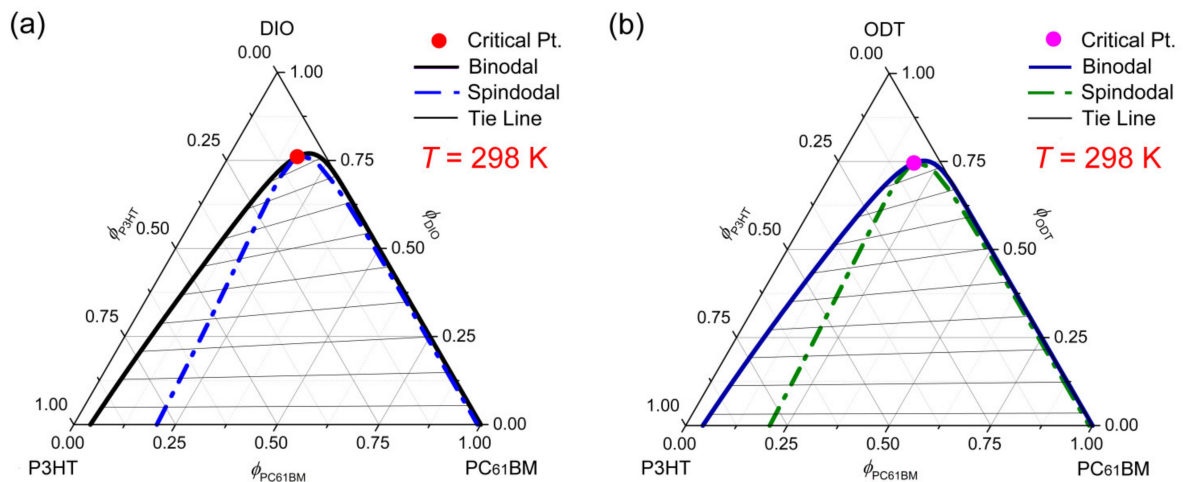 (a)
DIO
Critical Pt.
Binodal
Spindodal
Tie Line
T = 298 K
0.00
0.25
0.50
0.75
1.00
ϕP3HT
1.00
0.75
0.50
0.25
0.00
ϕDIO
0.00
0.25
0.50
0.75
1.00
P3HT
ϕPC61BM
PC61BM
(b)
ODT
Critical Pt.
Binodal
Spindodal
Tie Line
T = 298 K
0.00
0.25
0.50
0.75
1.00
ϕP3HT
1.00
0.75
0.50
0.25
0.00
ϕODT
0.00
0.25
0.50
0.75
1.00
P3HT
ϕPC61BM
PC61BM